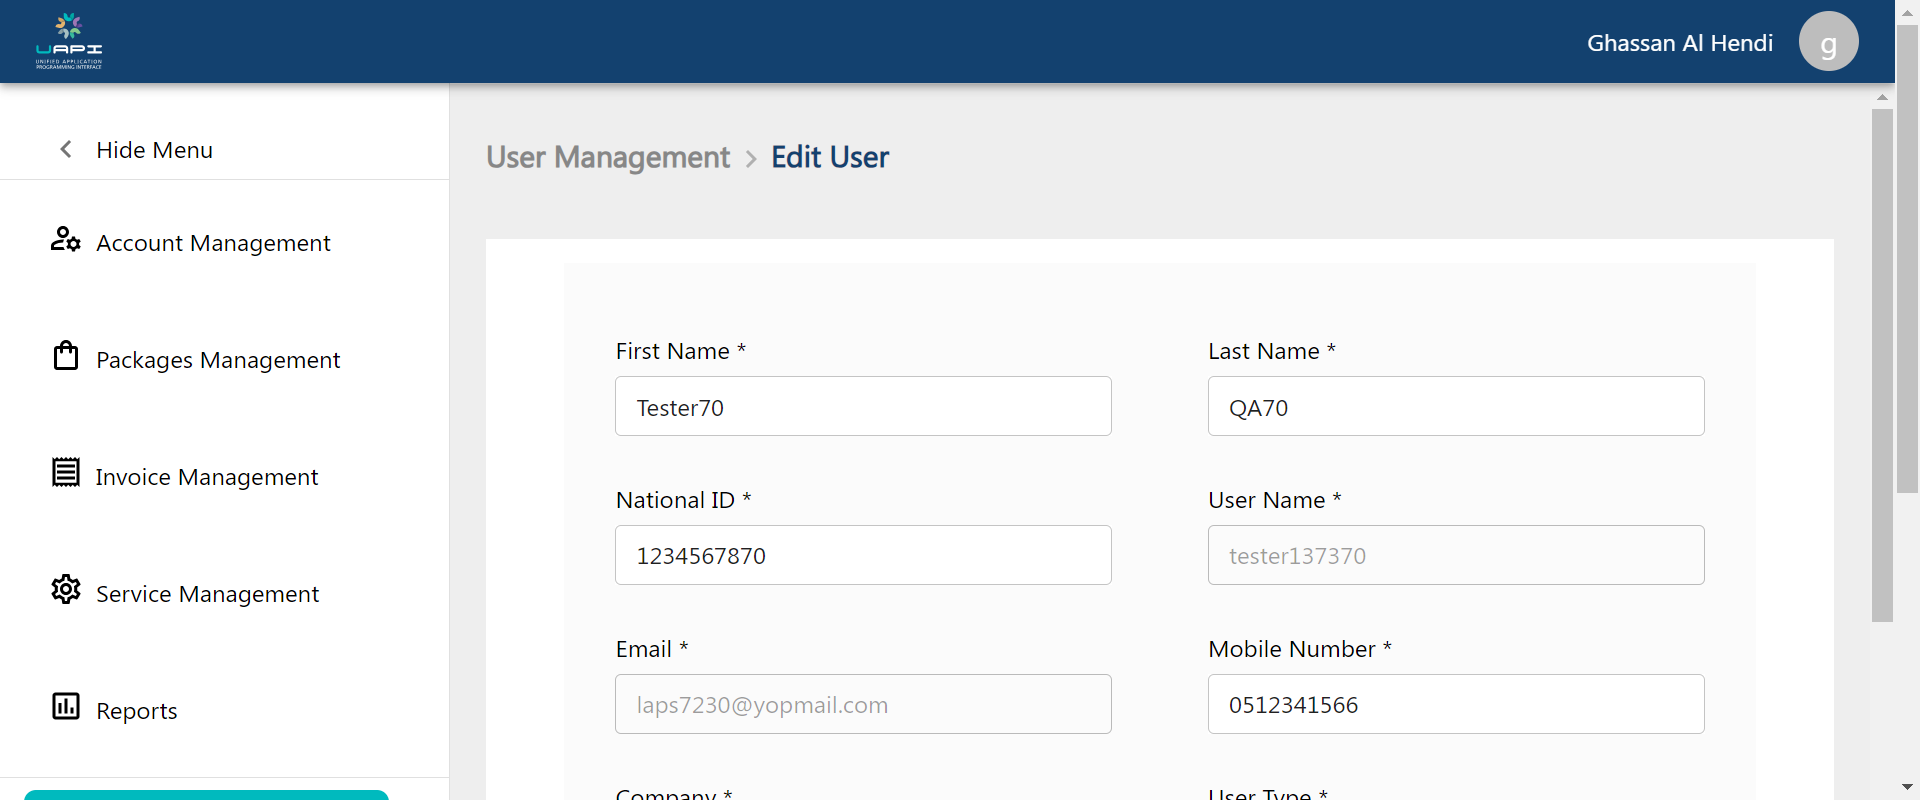 UAPI
UNIFIED APPLICATION
PROGRAMMING INTERFACE
Ghassan Al Hendi
g
Hide Menu
Account Management
Packages Management
Invoice Management
Service Management
Reports
User Management > Edit User
First Name *
Tester70
Last Name *
QA70
National ID *
1234567870
User Name *
tester137370
Email *
laps7230@yopmail.com
Mobile Number *
0512341566
Company *
User Type *